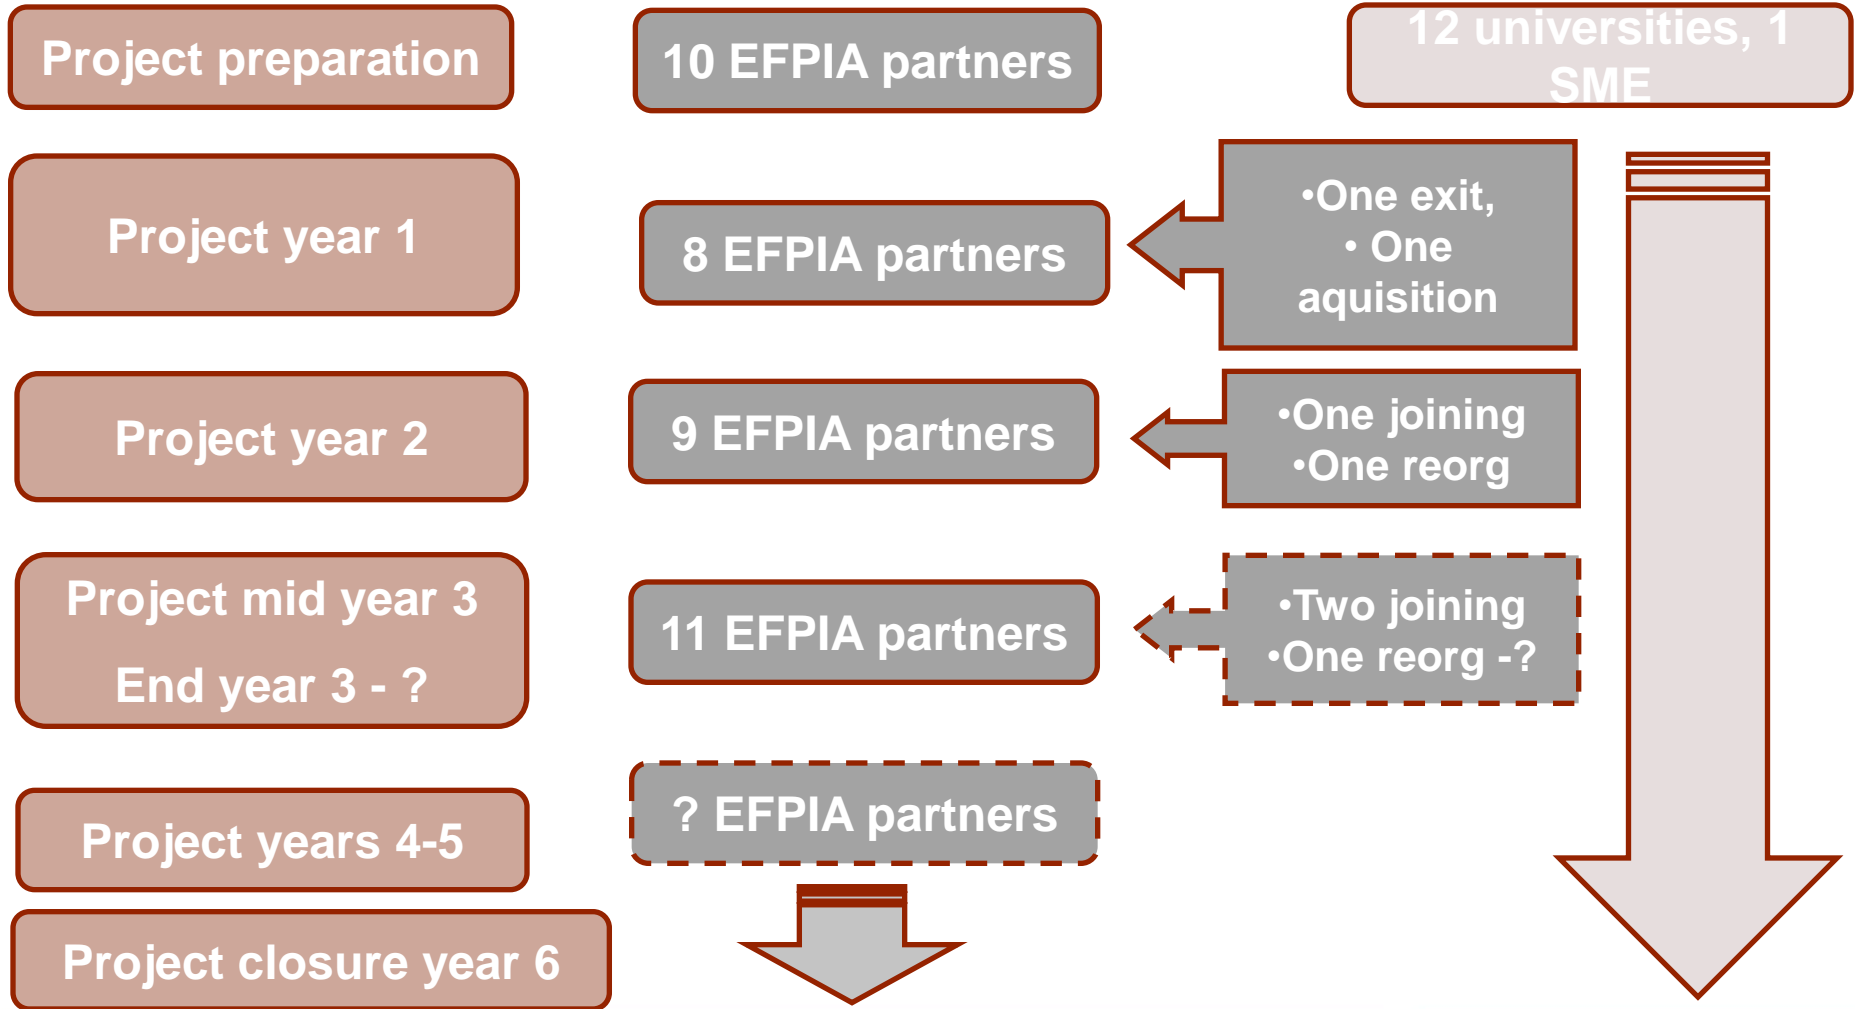 Project preparation
10 EFPIA partners
12 universities, 1
SME
Project year 1
8 EFPIA partners
•One exit,
• One
aquisition
Project year 2
9 EFPIA partners
•One joining
•One reorg
Project mid year 3
End year 3 - ?
11 EFPIA partners
•Two joining
•One reorg -?
Project years 4-5
? EFPIA partners
Project closure year 6